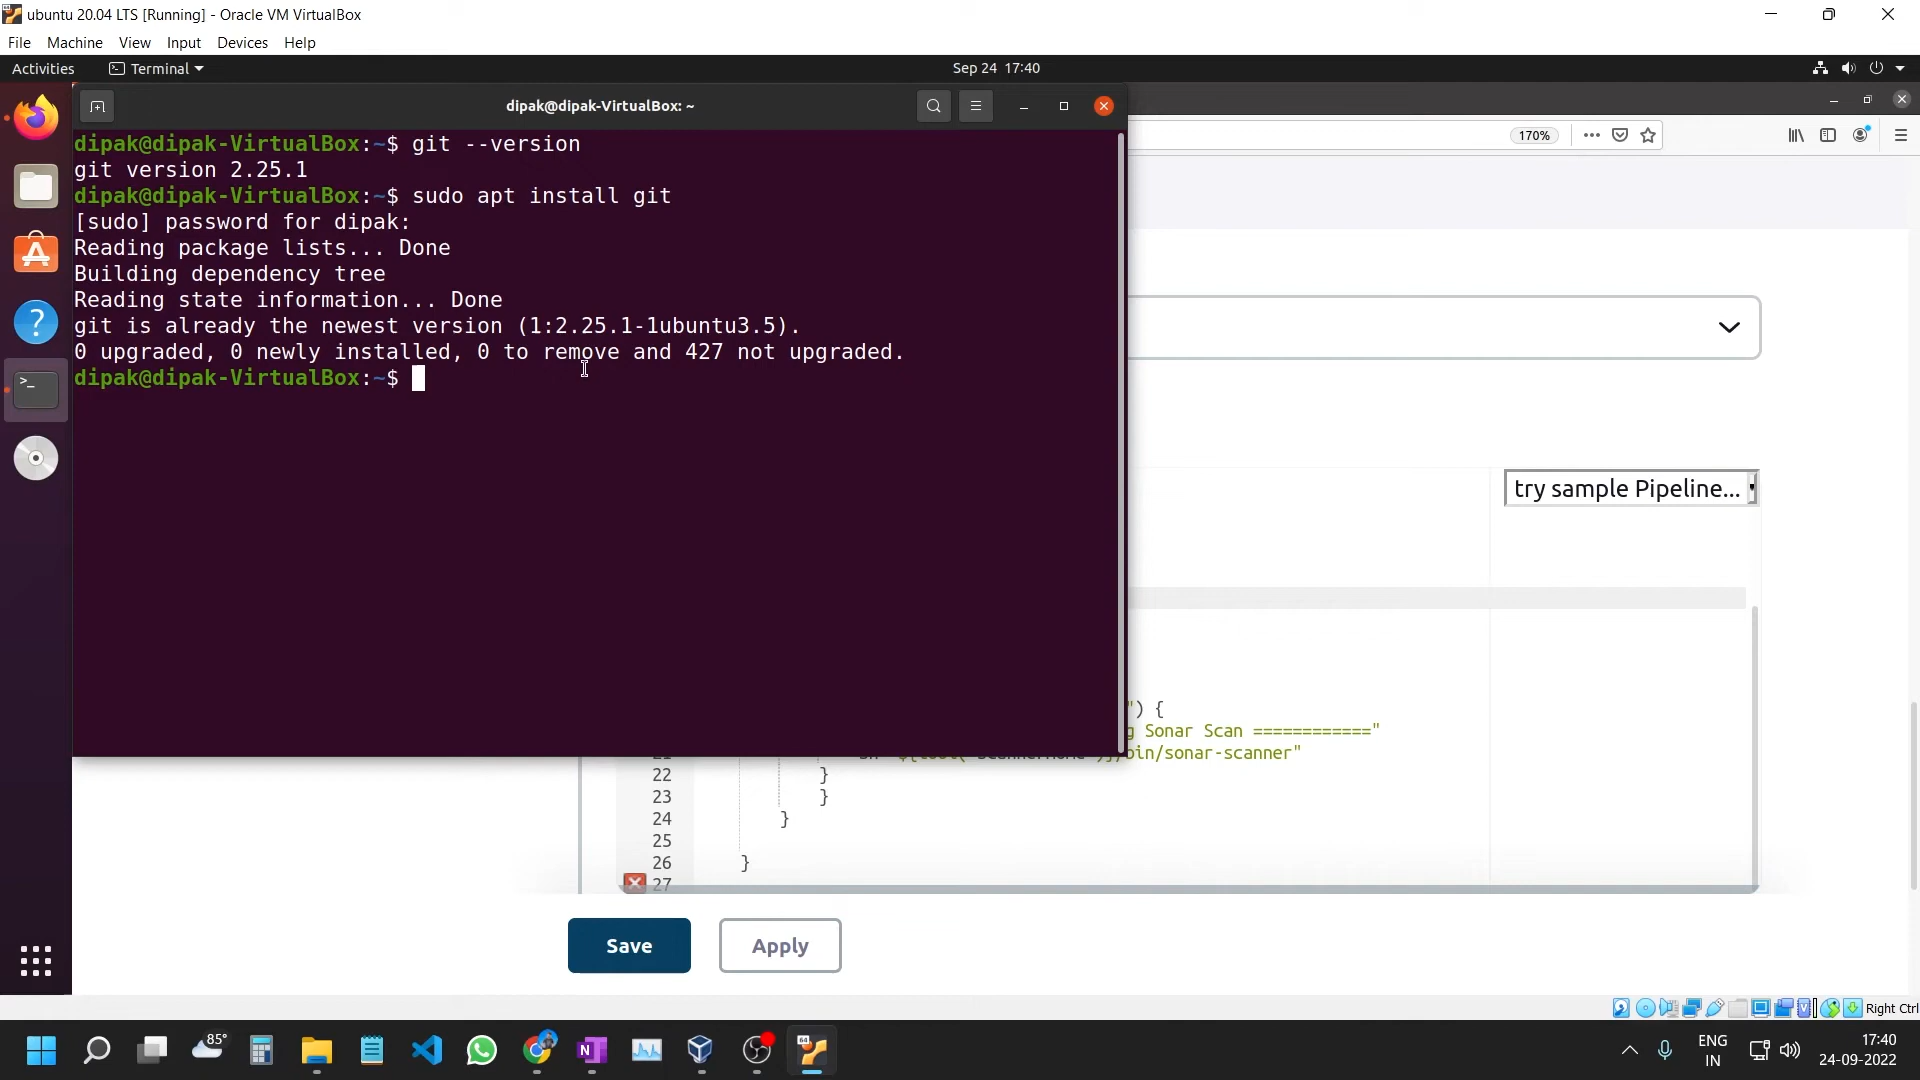 ubuntu 20.04 LTS [Running] - Oracle VM VirtualBox
File Machine View Input Devices Help
Activities Terminal Sep 24 17:40
dipak@dipak-VirtualBox: ~
170%
dipak@dipak-VirtualBox:~$ git --version
git version 2.25.1
dipak@dipak-VirtualBox:~$ sudo apt install git
[sudo] password for dipak:
Reading package lists... Done
Building dependency tree
Reading state information... Done
git is already the newest version (1:2.25.1-1ubuntu3.5).
0 upgraded, 0 newly installed, 0 to remove and 427 not upgraded.
dipak@dipak-VirtualBox:~$
try sample Pipeline...
") {
g Sonar Scan ============"
bin/sonar-scanner"
22 }
23 }
24 }
25
26 }
27
Save Apply
Right Ctrl
85°
ENG
IN
17:40
24-09-2022